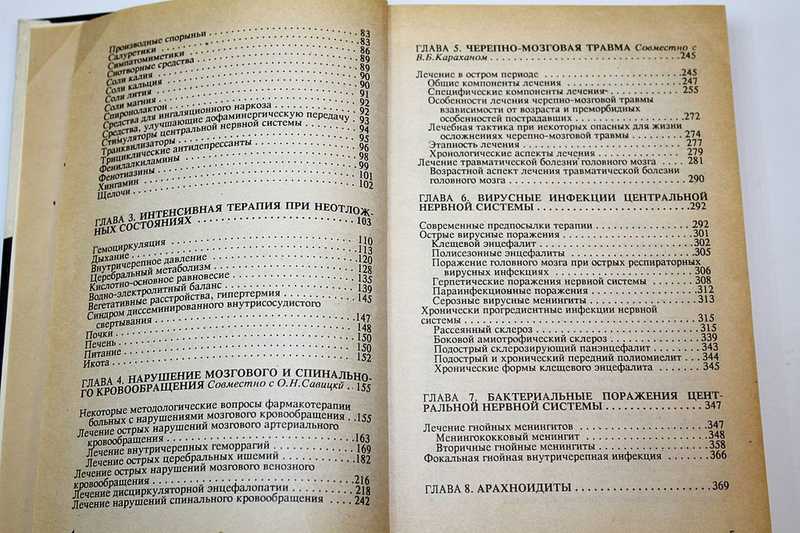 Производные спорыньи 83
Салуретики 83
Симпатомиметики 86
Снотворные средства 89
Соли калия 89
Соли кальция 90
Соли лития 90
Соли магния 91
Спиронолактон 92
Средства для ингаляционного наркоза 92
Средства, улучшающие дофаминергическую передачу 93
Стимуляторы центральной нервной системы 94
Транквилизаторы 95
Трициклические антидепрессанты 96
Фенилалкиламины 98
Фенотиазины 99
Хингамин 101
Щелочи 102
ГЛАВА 3. ИНТЕНСИВНАЯ ТЕРАПИЯ ПРИ НЕОТЛОЖ-
НЫХ СОСТОЯНИЯХ 103
Гемоциркуляция 110
Дыхание 113
Внутричерепное давление 120
Церебральный метаболизм 128
Кислотно-основное равновесие 135
Водно-электролитный баланс 139
Вегетативные расстройства, гипертермия 145
Синдром диссеминированного внутрисосудистого
свертывания 147
Почки 148
Печень 150
Питание 150
Икота 152
ГЛАВА 4. НАРУШЕНИЕ МОЗГОВОГО И СПИНАЛЬНО-
ГО КРОВООБРАЩЕНИЯ Совместно с О.Н.Савицкй 155
Некоторые методологические вопросы фармакотерапии
больных с нарушениями мозгового кровообращения 155
Лечение острых нарушений мозгового артериального
кровообращения 163
Лечение внутричерепных геморрагий 169
Лечение острых церебральных ишемий 182
Лечение острых нарушений мозгового венозного
кровообращения 216
Лечение дисциркуляторной энцефалопатии 218
Лечение нарушений спинального кровообращения 242
ГЛАВА 5. ЧЕРЕПНО-МОЗГОВАЯ ТРАВМА Совместно с
В.Б.Караханом 245
Лечение в остром периоде 245
Общие компоненты лечения 247
Специфические компоненты лечения 255
Особенности лечения черепно-мозговой травмы
взависимости от возраста и преморбидных
особенностей пострадавших 272
Лечебная тактика при некоторых опасных для жизни
осложнениях черепно-мозговой травмы 274
Этапность лечения 277
Хронологические аспекты лечения 279
Лечение травматической болезни головного мозга 281
Возрастной аспект лечения травматической болезни
головного мозга 290
ГЛАВА 6. ВИРУСНЫЕ ИНФЕКЦИИ ЦЕНТРАЛЬНОЙ
НЕРВНОЙ СИСТЕМЫ 292
Современные предпосылки терапии 292
Острые вирусные поражения 301
Клещевой энцефалит 302
Полисезонные энцефалиты 305
Поражение головного мозга при острых респираторных
вирусных инфекциях 306
Герпетические поражения нервной системы 308
Параинфекционные поражения 312
Серозные вирусные менингиты 313
Хронически прогредиентные инфекции нервной
системы 315
Рассеянный склероз 315
Боковой амиотрофический склероз 339
Подострый склерозирующий панэнцефалит 343
Подострый и хронический передний полиомиелит 344
Хронические формы клещевого энцефалита 345
ГЛАВА 7. БАКТЕРИАЛЬНЫЕ ПОРАЖЕНИЯ ЦЕНТ-
РАЛЬНОЙ НЕРВНОЙ СИСТЕМЫ 347
Лечение гнойных менингитов 347
Менингококковый менингит 348
Вторичные гнойные менингиты 358
Фокальная гнойная внутричерепная инфекция 366
ГЛАВА 8. АРАХНОИДИТЫ 369